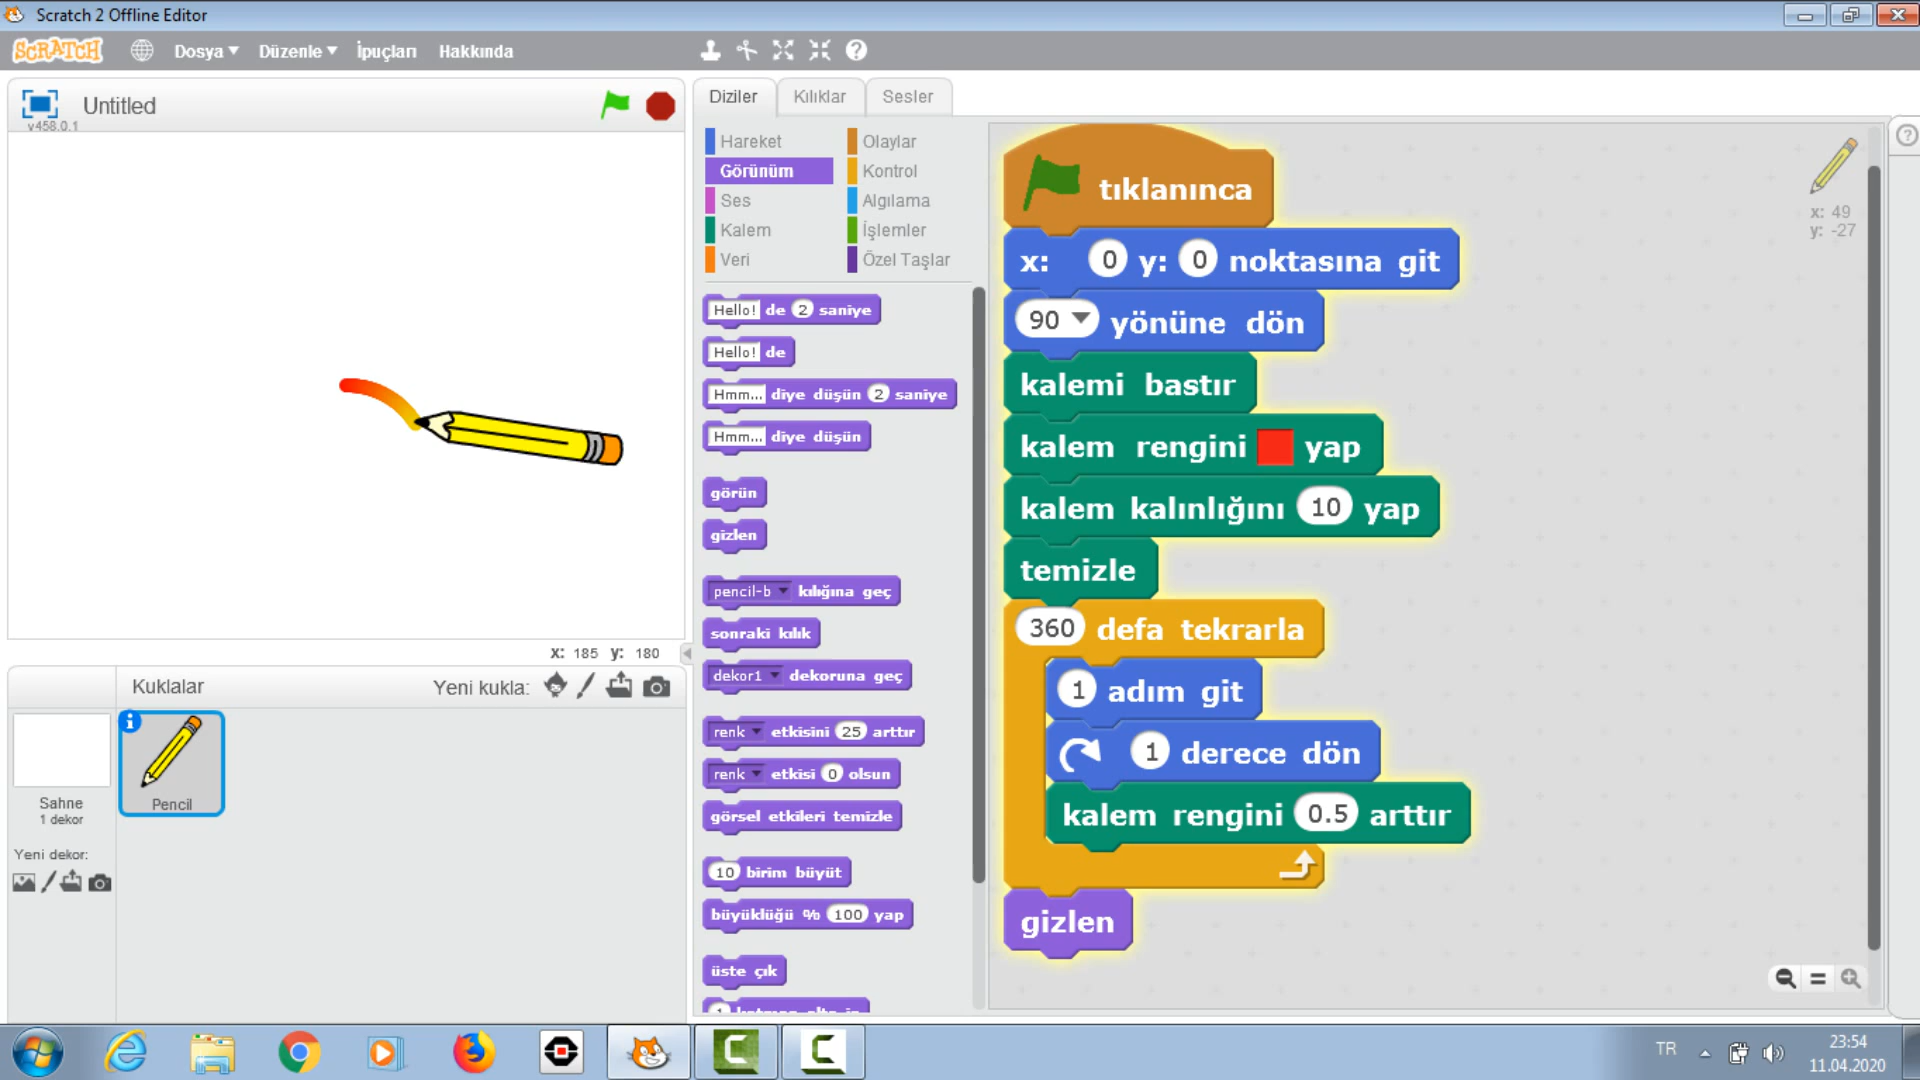 Scratch 2 Offline Editor
SCRATCH Dosya Düzenle İpuçları Hakkında
Untitled
v458.0.1
x: 185 y: 180
Kuklalar Yeni kukla:
Sahne
1 dekor
Yeni dekor:
Pencil
Diziler Kılıklar Sesler
Hareket Olaylar
Görünüm Kontrol
Ses Algılama
Kalem İşlemler
Veri Özel Taşlar
Hello! de 2 saniye
Hello! de
Hmm... diye düşün 2 saniye
Hmm... diye düşün
görün
gizlen
pencil-b kılığına geç
sonraki kılık
dekor1 dekoruna geç
renk etkisini 25 arttır
renk etkisi 0 olsun
görsel etkileri temizle
10 birim büyüt
büyüklüğü % 100 yap
üste çık
tıklanınca
x: 0 y: 0 noktasına git
90 yönüne dön
kalemi bastır
kalem rengini yap
kalem kalınlığını 10 yap
temizle
360 defa tekrarla
1 adım git
1 derece dön
kalem rengini 0.5 arttır
gizlen
x: 49
y: -27
TR
23:54
11.04.2020